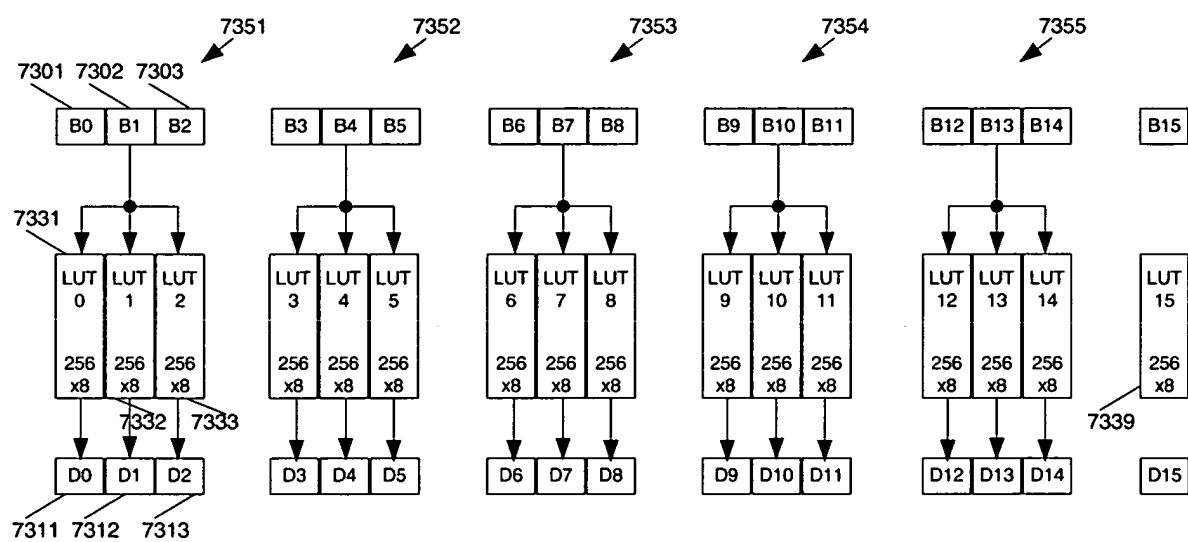 7351 7352 7353 7354 7355
7301 7302 7303
B0 B1 B2 B3 B4 B5 B6 B7 B8 B9 B10 B11 B12 B13 B14 B15
7331
LUT LUT LUT LUT LUT LUT LUT LUT LUT LUT LUT LUT LUT LUT LUT LUT
0 1 2 3 4 5 6 7 8 9 10 11 12 13 14 15
256 256 256 256 256 256 256 256 256 256 256 256 256 256 256 256
x8 x8 x8 x8 x8 x8 x8 x8 x8 x8 x8 x8 x8 x8 x8 x8
7332 7333 7339
D0 D1 D2 D3 D4 D5 D6 D7 D8 D9 D10 D11 D12 D13 D14 D15
7311 7312 7313